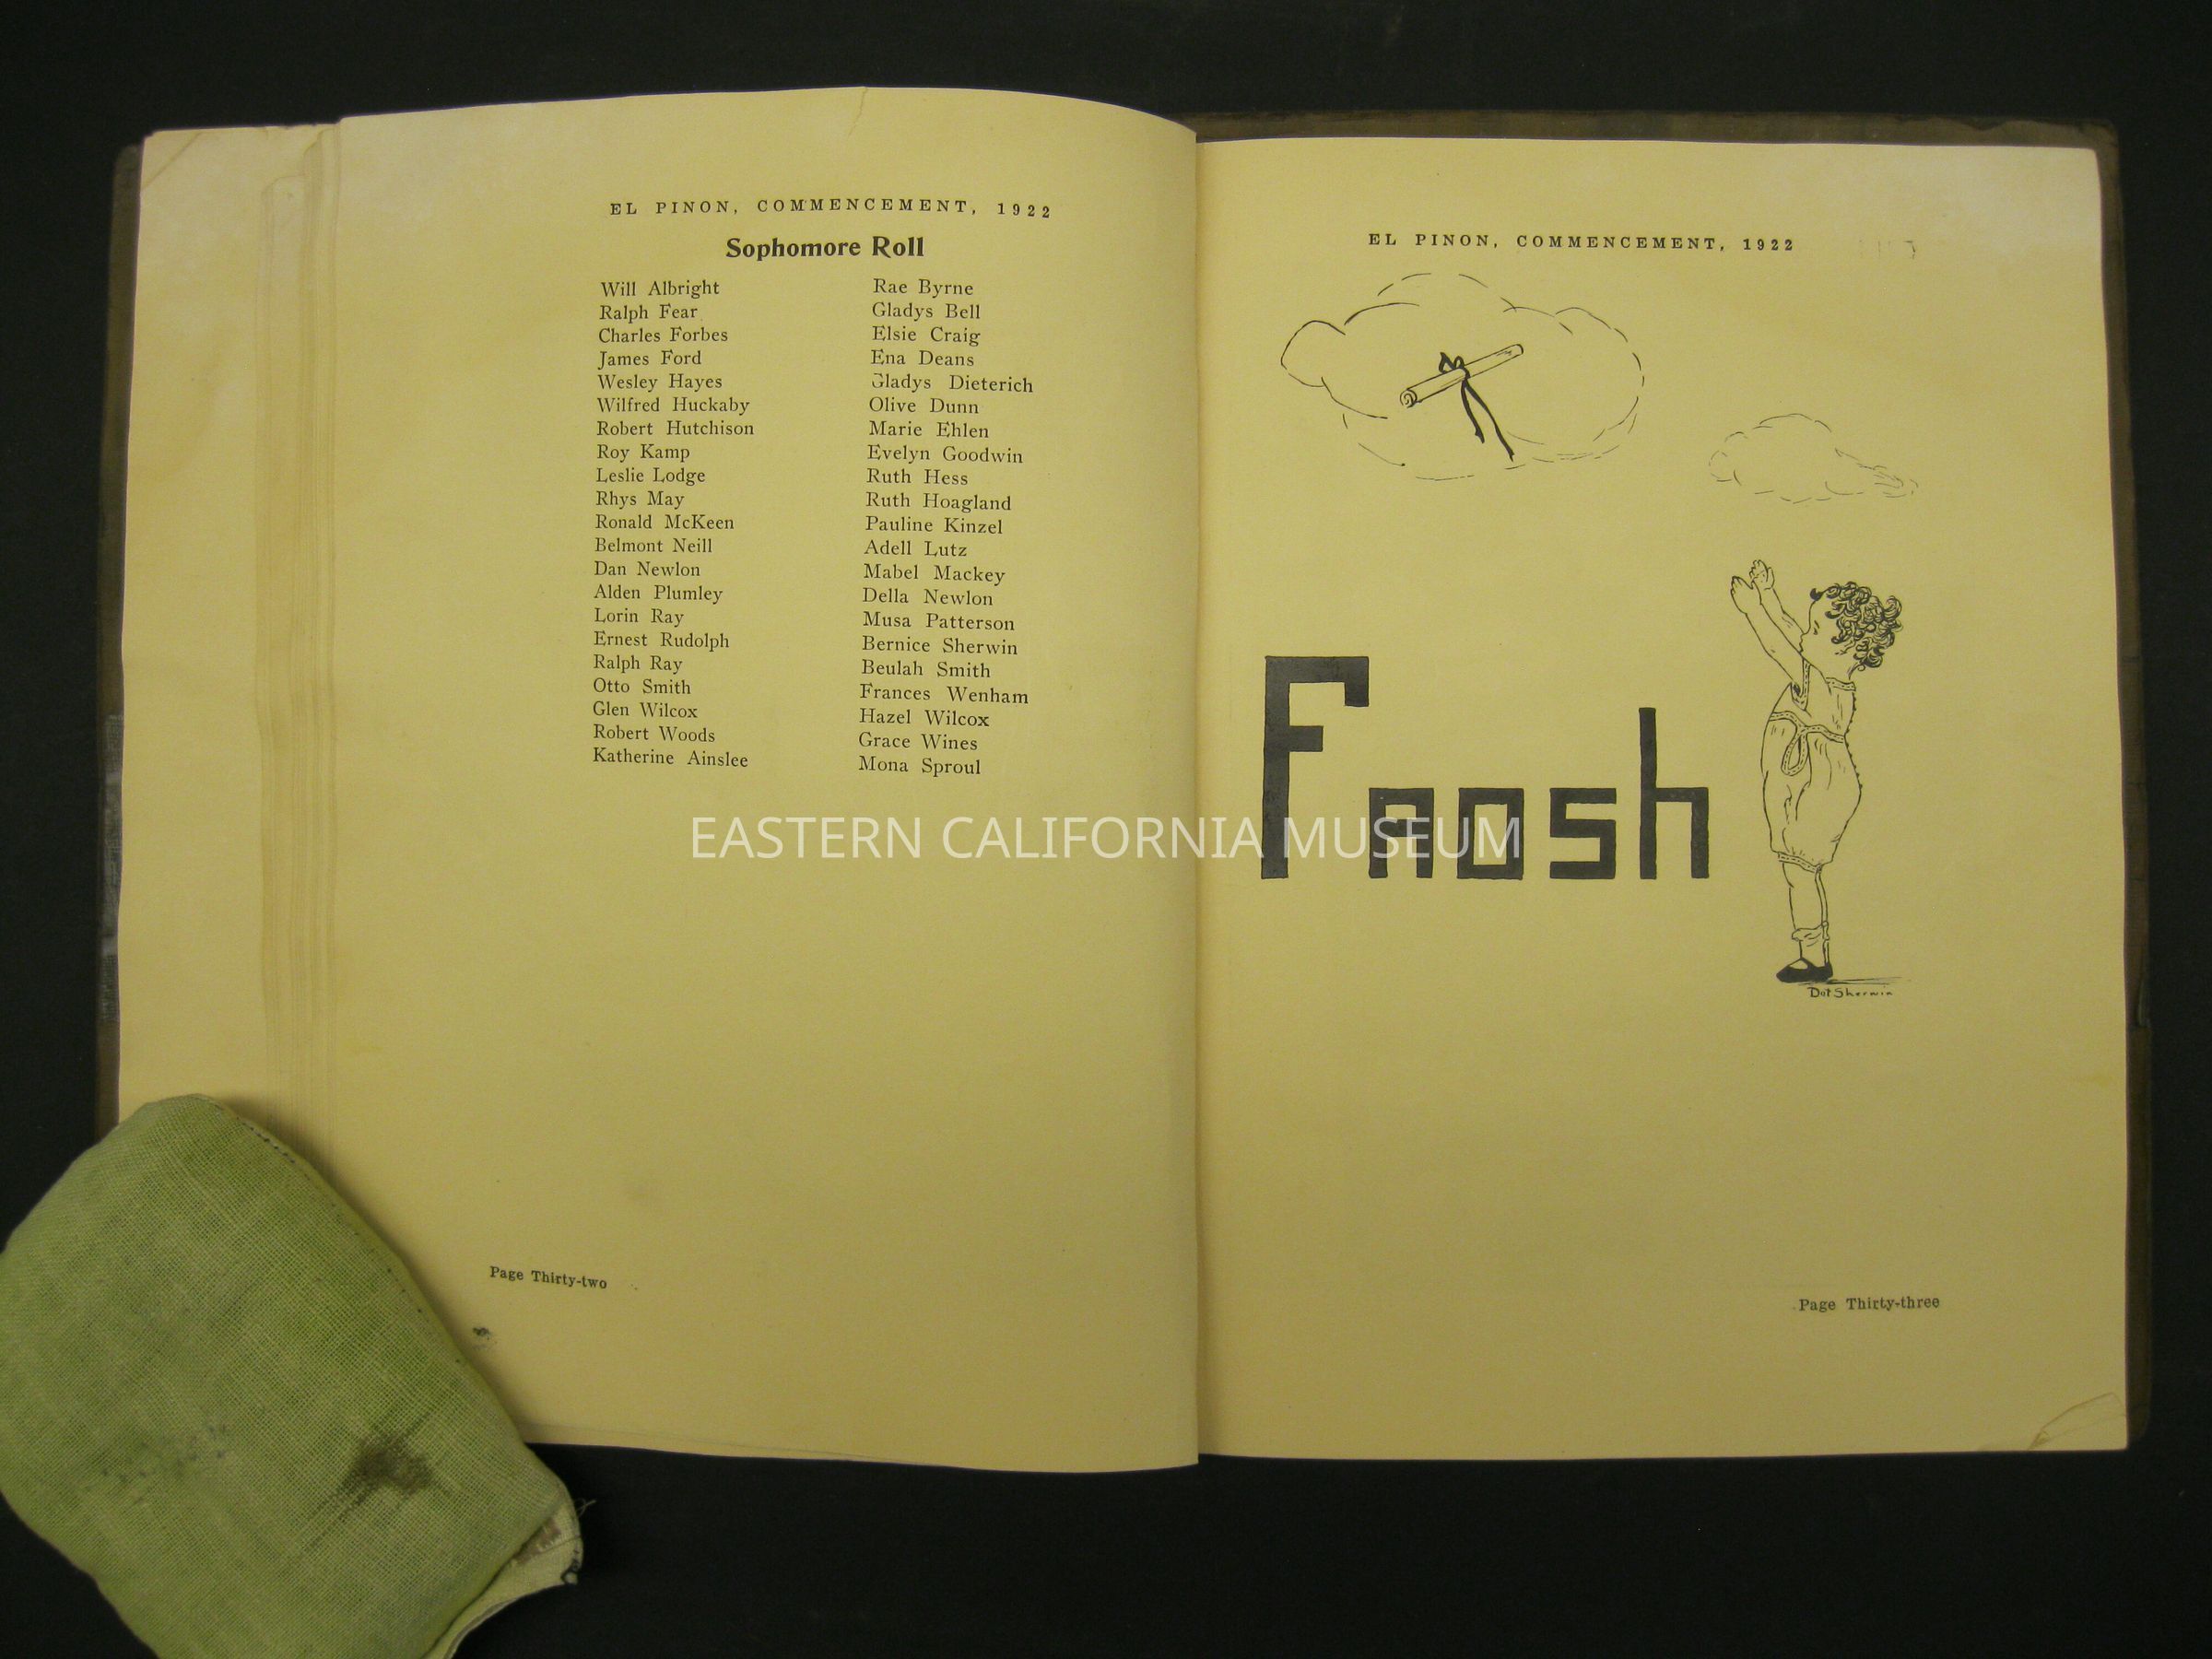 EL PINON, COMMENCEMENT, 1922
Sophomore Roll
Will Albright
Ralph Fear
Charles Forbes
James Ford
Wesley Hayes
Wilfred Huckaby
Robert Hutchison
Roy Kamp
Leslie Lodge
Rhys May
Ronald McKeen
Belmont Neill
Dan Newlon
Alden Plumley
Lorin Ray
Ernest Rudolph
Ralph Ray
Otto Smith
Glen Wilcox
Robert Woods
Katherine Ainslee
Rae Byrne
Gladys Bell
Elsie Craig
Ena Deans
Gladys Dieterich
Olive Dunn
Marie Ehlen
Evelyn Goodwin
Ruth Hess
Ruth Hoagland
Pauline Kinzel
Adell Lutz
Mabel Mackey
Della Newlon
Musa Patterson
Bernice Sherwin
Beulah Smith
Frances Wenham
Hazel Wilcox
Grace Wines
Mona Sproul
Page Thirty-two
EL PINON, COMMENCEMENT, 1922
Frosh
Dot Sherwin
Page Thirty-three
EASTERN CALIFORNIA MUSEUM